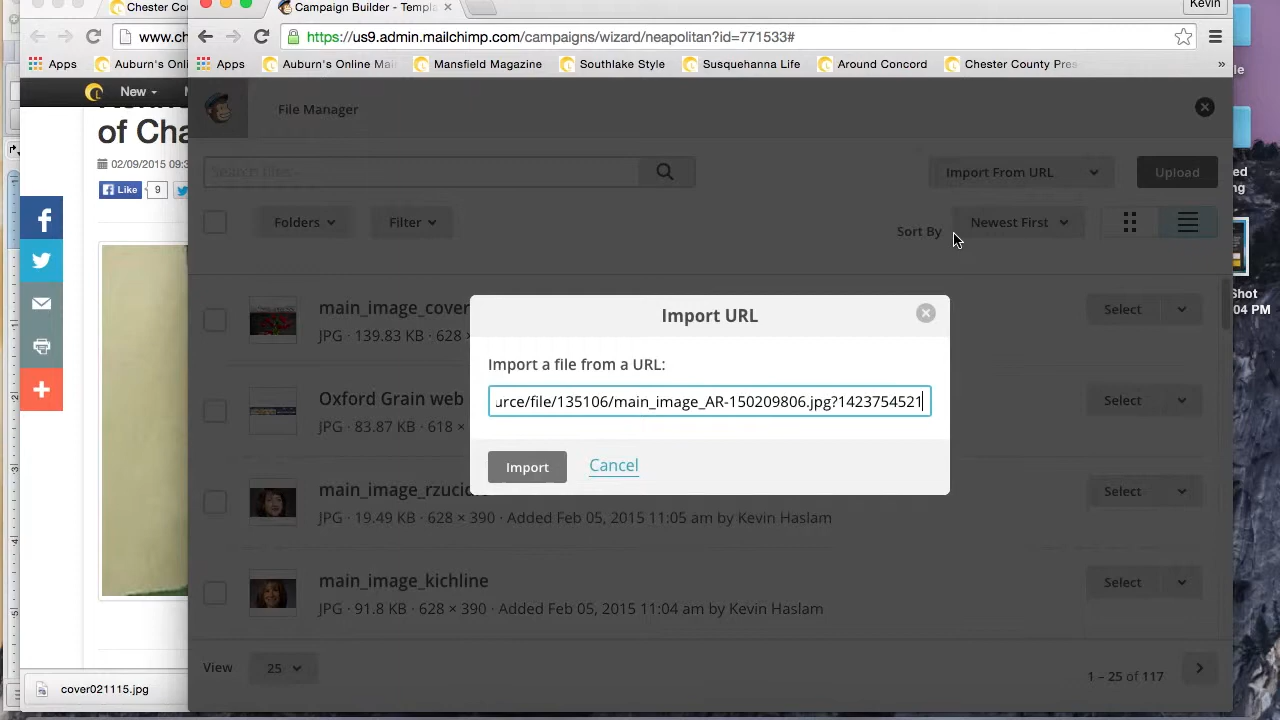 Chester Co
Campaign Builder - Templa
Kevin
www.ch
https://us9.admin.mailchimp.com/campaigns/wizard/neapolitan?id=771533#
Apps
Auburn's Onl
Apps
Auburn's Online Ma
Mansfield Magazine
Southlake Style
Susquehanna Life
Around Concord
Chester County Pres
»
New
File Manager
of Cha
02/09/2015 09:3
Like
9
Search files
Import From URL
Upload
Folders
Filter
Sort By
Newest First
main_image_cover
JPG · 139.83 KB · 628 ×
Select
Shot
04 PM
Import URL
Import a file from a URL:
urce/file/135106/main_image_AR-150209806.jpg?1423754521
Import
Cancel
Oxford Grain web
JPG · 83.87 KB · 618 ×
Select
main_image_rzucid
JPG · 19.49 KB · 628 × 390 · Added Feb 05, 2015 11:05 am by Kevin Haslam
Select
main_image_kichline
JPG · 91.8 KB · 628 × 390 · Added Feb 05, 2015 11:04 am by Kevin Haslam
Select
View
25
1 – 25 of 117
cover021115.jpg